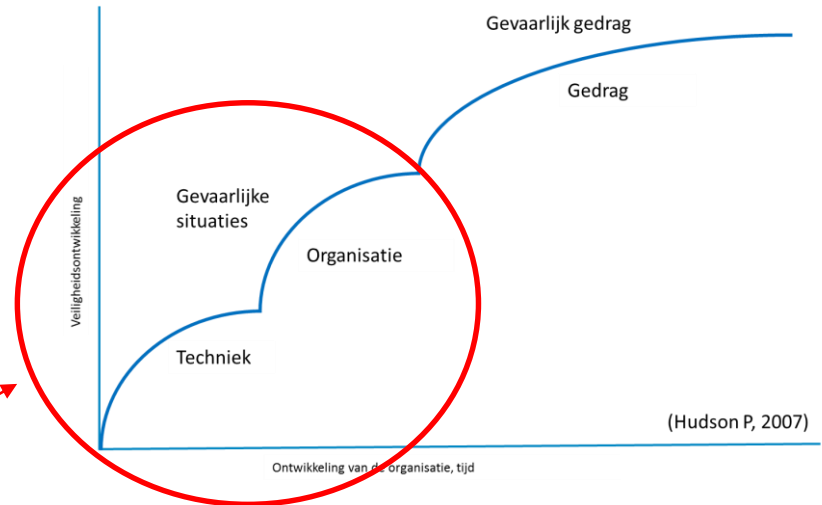 Gevaarlijk gedrag
Gedrag
Gevaarlijke
situaties
Organisatie
Techniek
Veiligheidsontwikkeling
(Hudson P, 2007)
Ontwikkeling van de organisatie, tijd